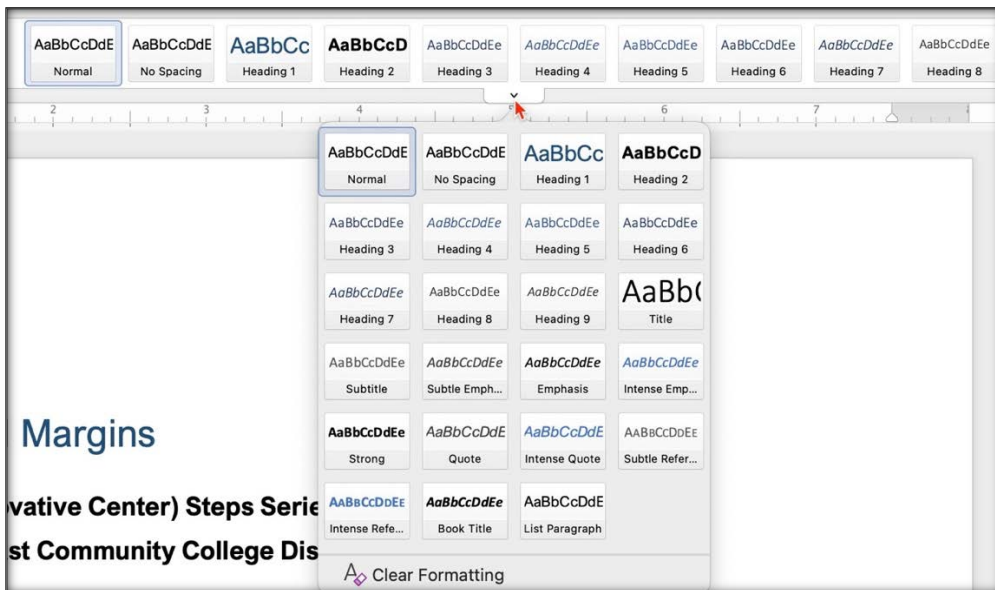 AaBbCcDdE AaBbCcDdE AaBbCc AaBbCcD AaBbCcDdEe AaBbCcDdEe AaBbCcDdEe AaBbCcDdEe AaBbCcDdEe AaBbCcDdEe
Normal No Spacing Heading 1 Heading 2 Heading 3 Heading 4 Heading 5 Heading 6 Heading 7 Heading 8
2 3 4 6 7
AaBbCcDdE AaBbCcDdE AaBbCc AaBbCcD
Normal No Spacing Heading 1 Heading 2
AaBbCcDdEe AaBbCcDdEe AaBbCcDdEe AaBbCcDdEe
Heading 3 Heading 4 Heading 5 Heading 6
AaBbCcDdEe AaBbCcDdEe AaBbCcDdEe AaBb(
Heading 7 Heading 8 Heading 9 Title
AaBbCcDdEe AaBbCcDdEe AaBbCcDdEe AaBbCcDdEe
Subtitle Subtle Emph... Emphasis Intense Emp...
Margins
AaBbCcDdEe AaBbCcDdE AaBbCcDdE AABBCCDDEE
Strong Quote Intense Quote Subtle Refer...
vative Center) Steps Serie
AABBCCDDEE AaBbCcDdEe AaBbCcDdE
Intense Refe... Book Title List Paragraph
st Community College Dis
Clear Formatting